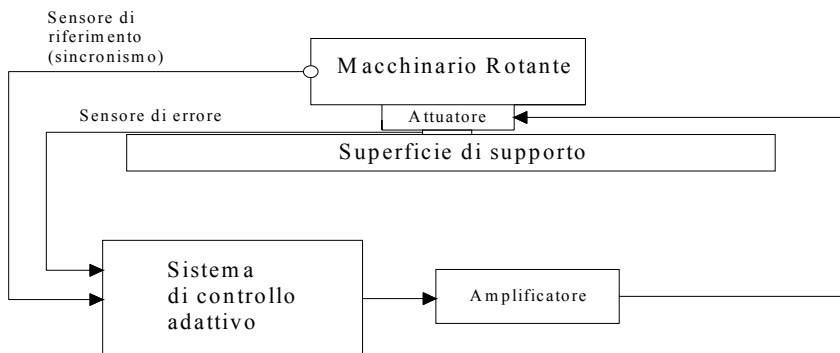 Sensore di
riferimento
(sincronismo)
Macchinario Rotante
Attuatore
Sensore di errore
Superficie di supporto
Sistema
di controllo
adattivo
Amplificatore